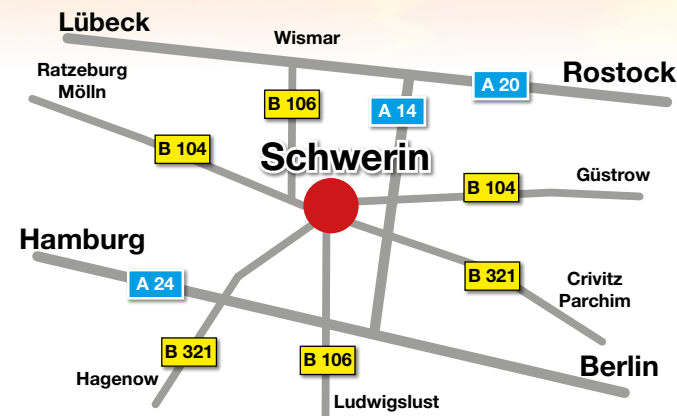 Lübeck
Wismar
Ratzeburg
Mölln
Rostock
A 20
B 106
A 14
B 104
Schwerin
Güstrow
B 104
Hamburg
A 24
B 321
Crivitz
Parchim
B 321
B 106
Berlin
Hagenow
Ludwigslust